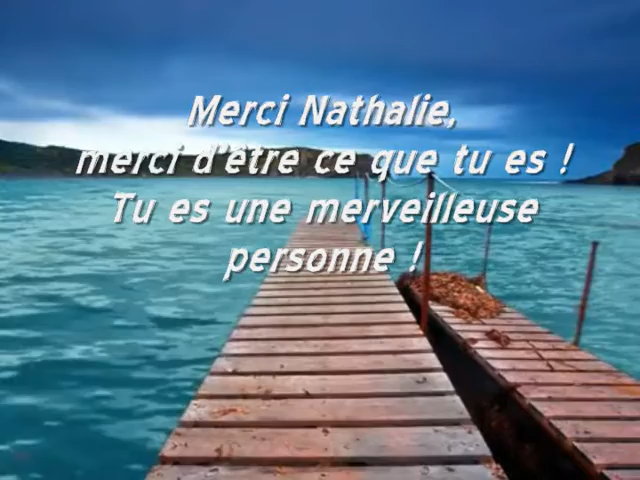 Merci Nathalie,
merci d'être ce que tu es !
Tu es une merveilleuse
personne !